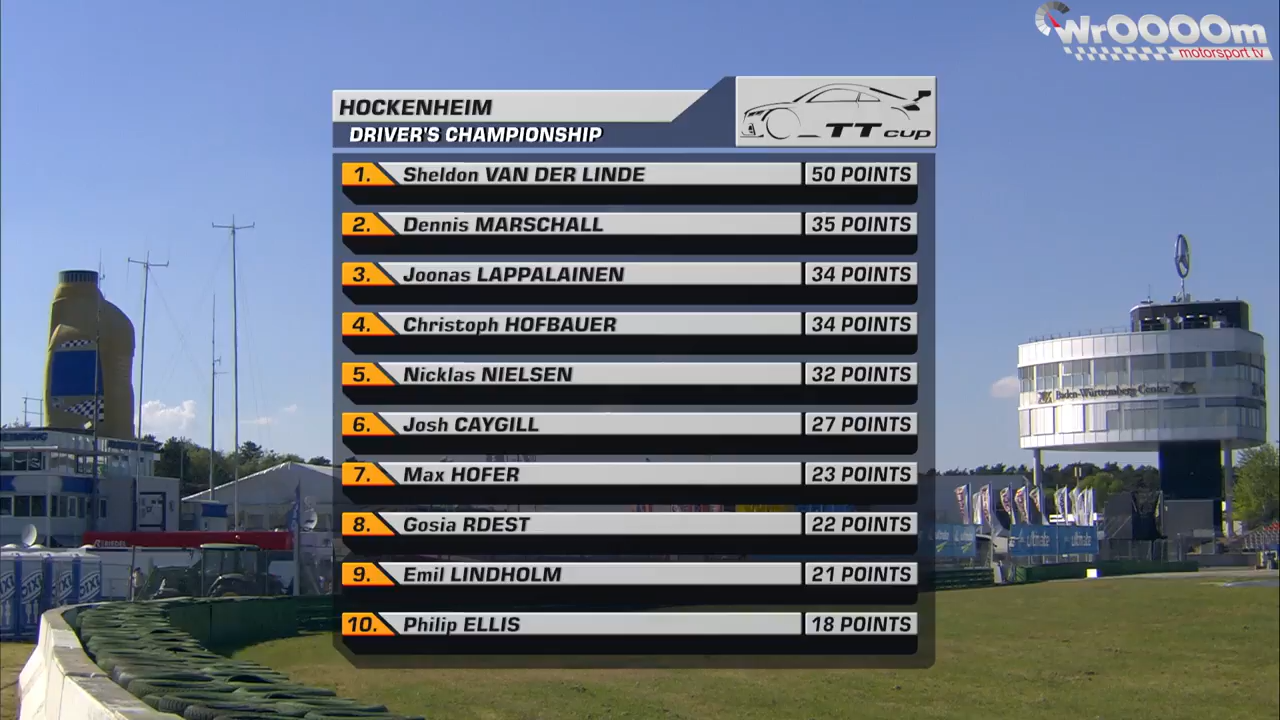 WrOOOOm
motorsport tv
HOCKENHEIM
DRIVER'S CHAMPIONSHIP
TT cup
1. Sheldon VAN DER LINDE 50 POINTS
2. Dennis MARSCHALL 35 POINTS
3. Joonas LAPPALAINEN 34 POINTS
4. Christoph HOFBAUER 34 POINTS
5. Nicklas NIELSEN 32 POINTS
6. Josh CAYGILL 27 POINTS
7. Max HOFER 23 POINTS
8. Gosia RDEST 22 POINTS
9. Emil LINDHOLM 21 POINTS
10. Philip ELLIS 18 POINTS
Baden-Württemberg Center
RIEDEL
DIXI